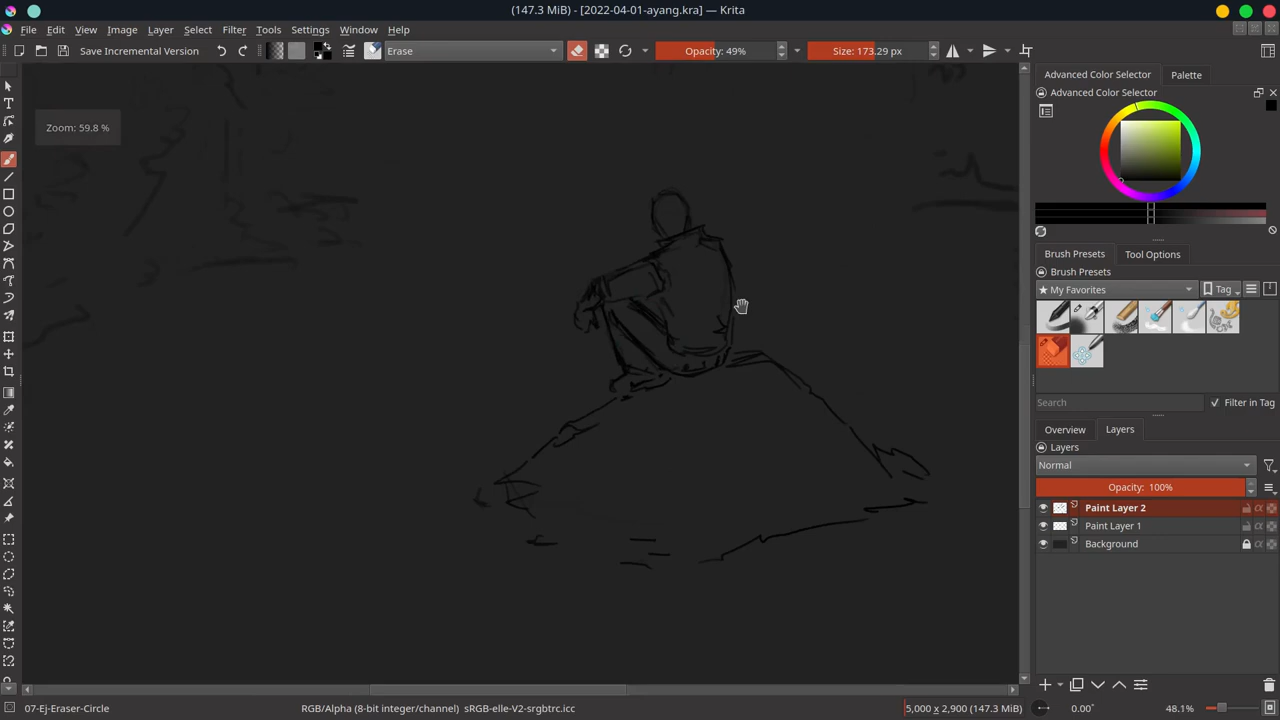 (147.3 MiB) - [2022-04-01-ayang.kra] — Krita
File Edit View Image Layer Select Filter Tools Settings Window Help
Save Incremental Version Erase Opacity: 49% Size: 173.29 px
Advanced Color Selector Palette
Advanced Color Selector
Zoom: 59.8 %
Brush Presets Tool Options
Brush Presets
★ My Favorites Tag
Search Filter in Tag
Overview Layers
Layers
Normal
Opacity: 100%
Paint Layer 2
Paint Layer 1
Background
07-Ej-Eraser-Circle RGB/Alpha (8-bit integer/channel) sRGB-elle-V2-srgbtrc.icc 5,000 x 2,900 (147.3 MiB) 0.00° 48.1%